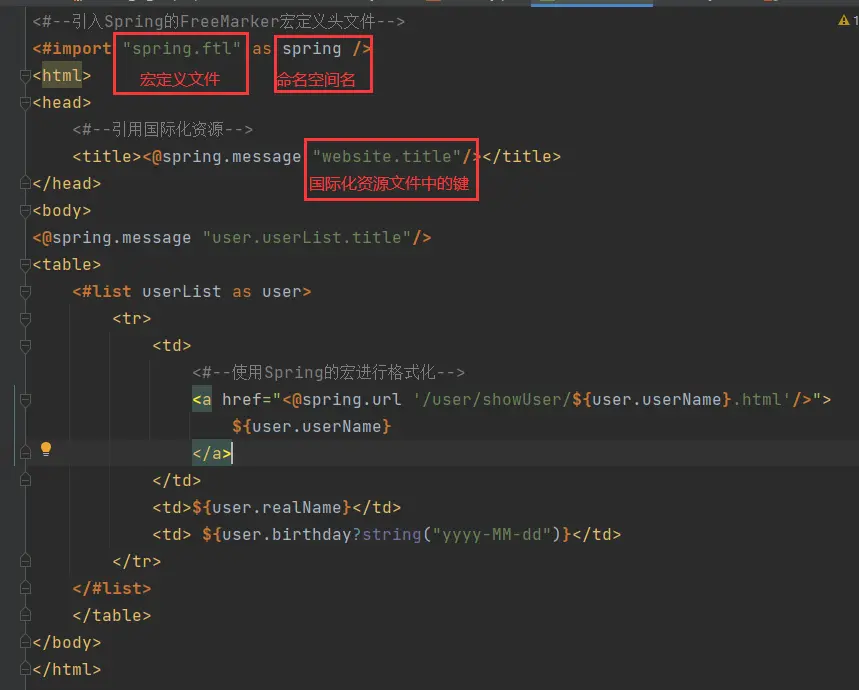 <#--引入Spring的FreeMarker宏定义头文件-->
1
<#import "spring.ftl" as spring />
宏定义文件
命名空间名
<html>
<head>
<#--引用国际化资源-->
<title><@spring.message "website.title"/></title>
国际化资源文件中的键
</head>
<body>
<@spring.message "user.userList.title"/>
<table>
<#list userList as user>
<tr>
<td>
<#--使用Spring的宏进行格式化-->
<a href="<@spring.url '/user/showUser/${user.userName}.html'/>">
${user.userName}
</a>
</td>
<td>${user.realName}</td>
<td> ${user.birthday?string("yyyy-MM-dd")}</td>
</tr>
</#list>
</table>
</body>
</html>